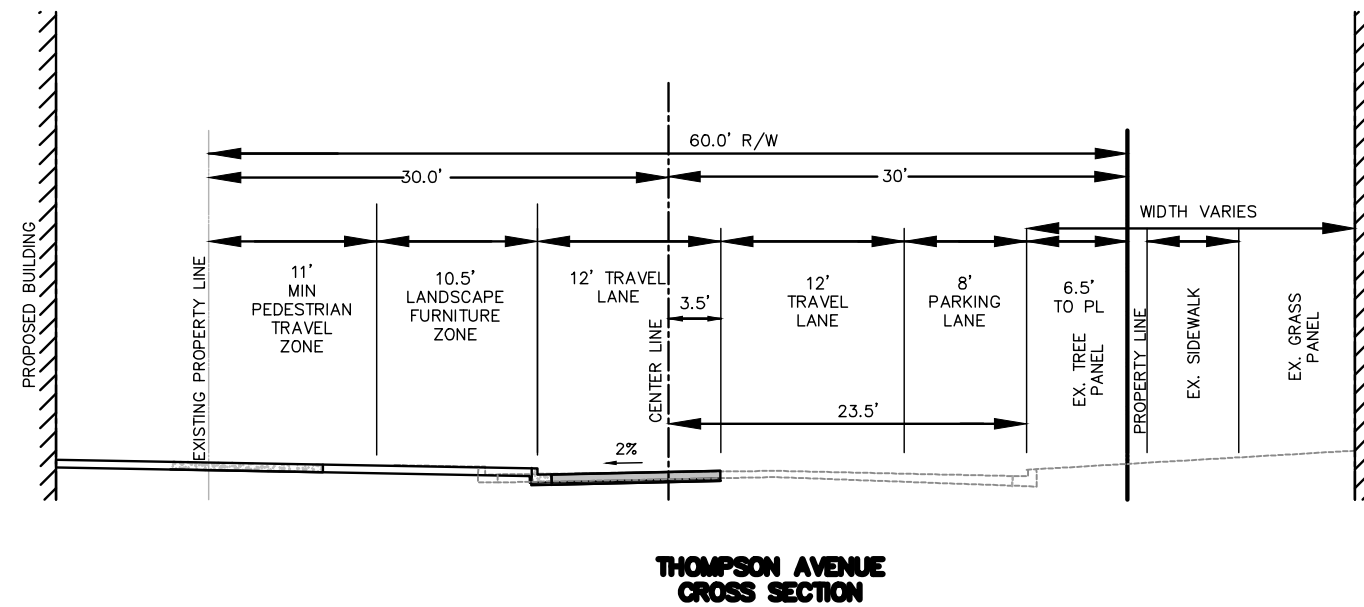 60.0' R/W
30.0'
30'
WIDTH VARIES
PROPOSED BUILDING
EXISTING PROPERTY LINE
11'
MIN
PEDESTRIAN
TRAVEL
ZONE
10.5'
LANDSCAPE
FURNITURE
ZONE
12' TRAVEL
LANE
CENTER LINE
3.5'
12'
TRAVEL
LANE
8'
PARKING
LANE
6.5'
TO PL
EX. TREE
PANEL
PROPERTY LINE
EX. SIDEWALK
EX. GRASS
PANEL
23.5'
2%
THOMPSON AVENUE
CROSS SECTION